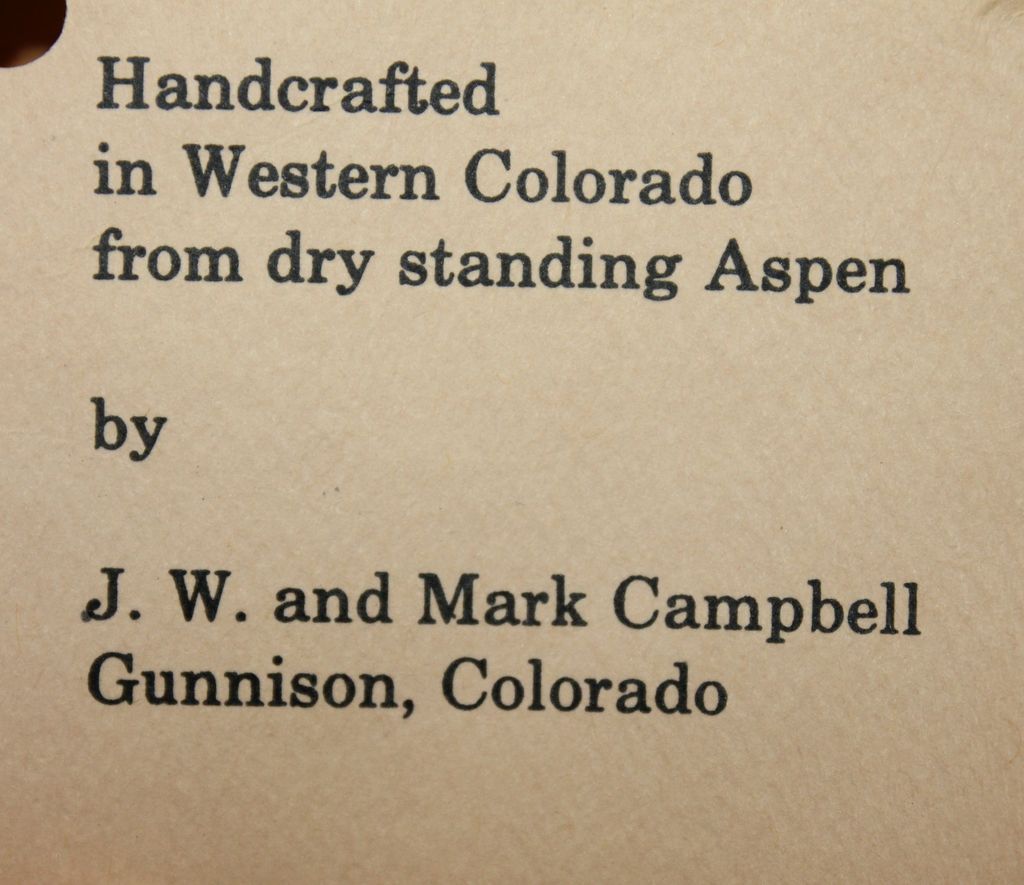 Handcrafted
in Western Colorado
from dry standing Aspen
by
J. W. and Mark Campbell
Gunnison, Colorado